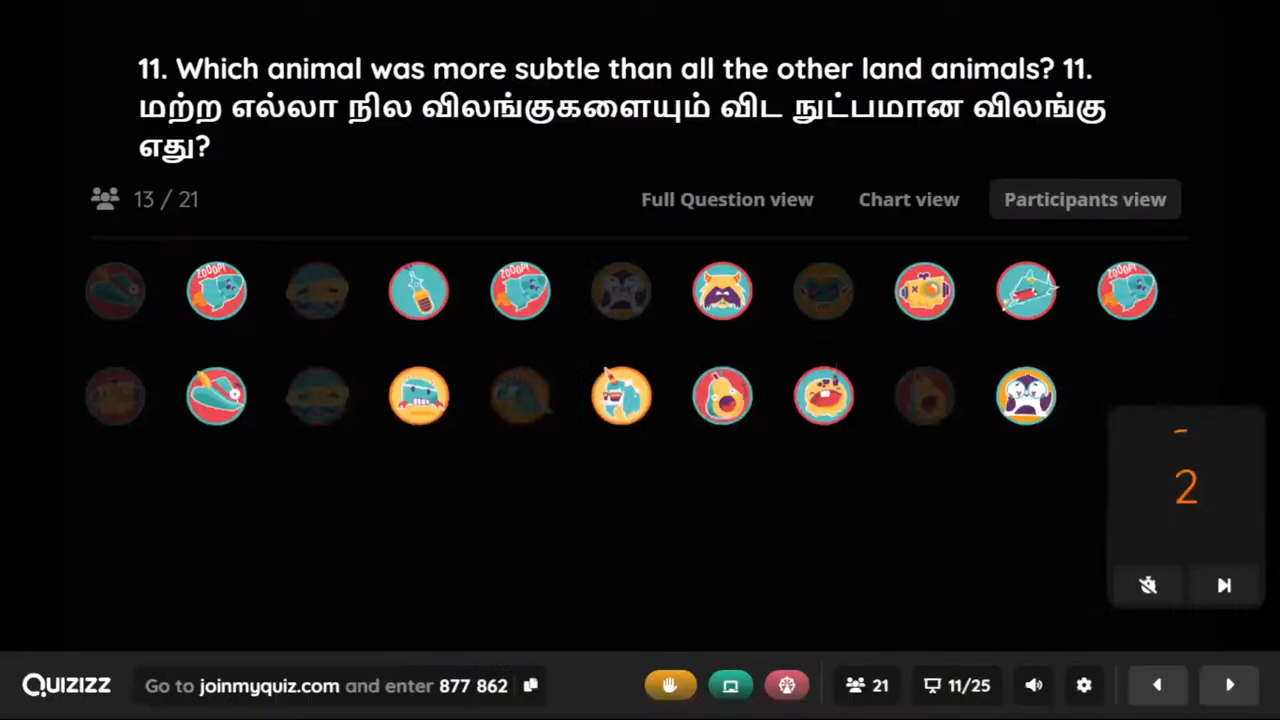 11. Which animal was more subtle than all the other land animals? 11.
மற்ற எல்லா நில விலங்குகளையும் விட நுட்பமான விலங்கு
எது?
13 / 21
Full Question view
Chart view
Participants view
ZOOOP!
ZOOOP!
ZOOOP!
2
QUIZIZZ
Go to joinmyquiz.com and enter 877 862
21
11/25